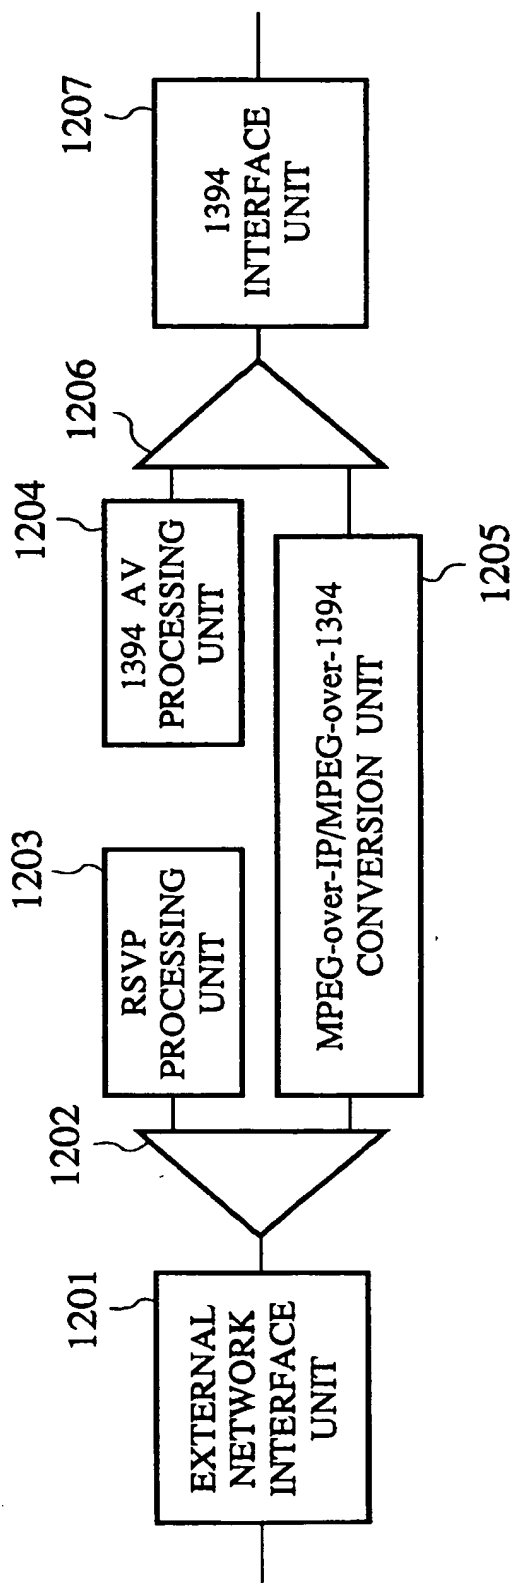 1201
EXTERNAL
NETWORK
INTERFACE
UNIT
1202
1203
RSVP
PROCESSING
UNIT
1204
1394 AV
PROCESSING
UNIT
MPEG-over-IP/MPEG-over-1394
CONVERSION UNIT
1205
1206
1207
1394
INTERFACE
UNIT